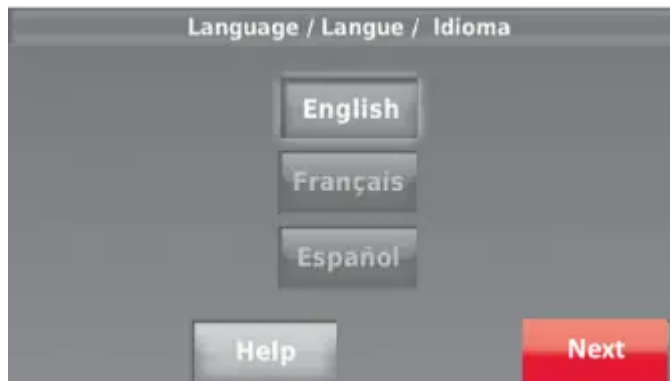 Language / Langue / Idioma
English
Français
Español
Help
Next